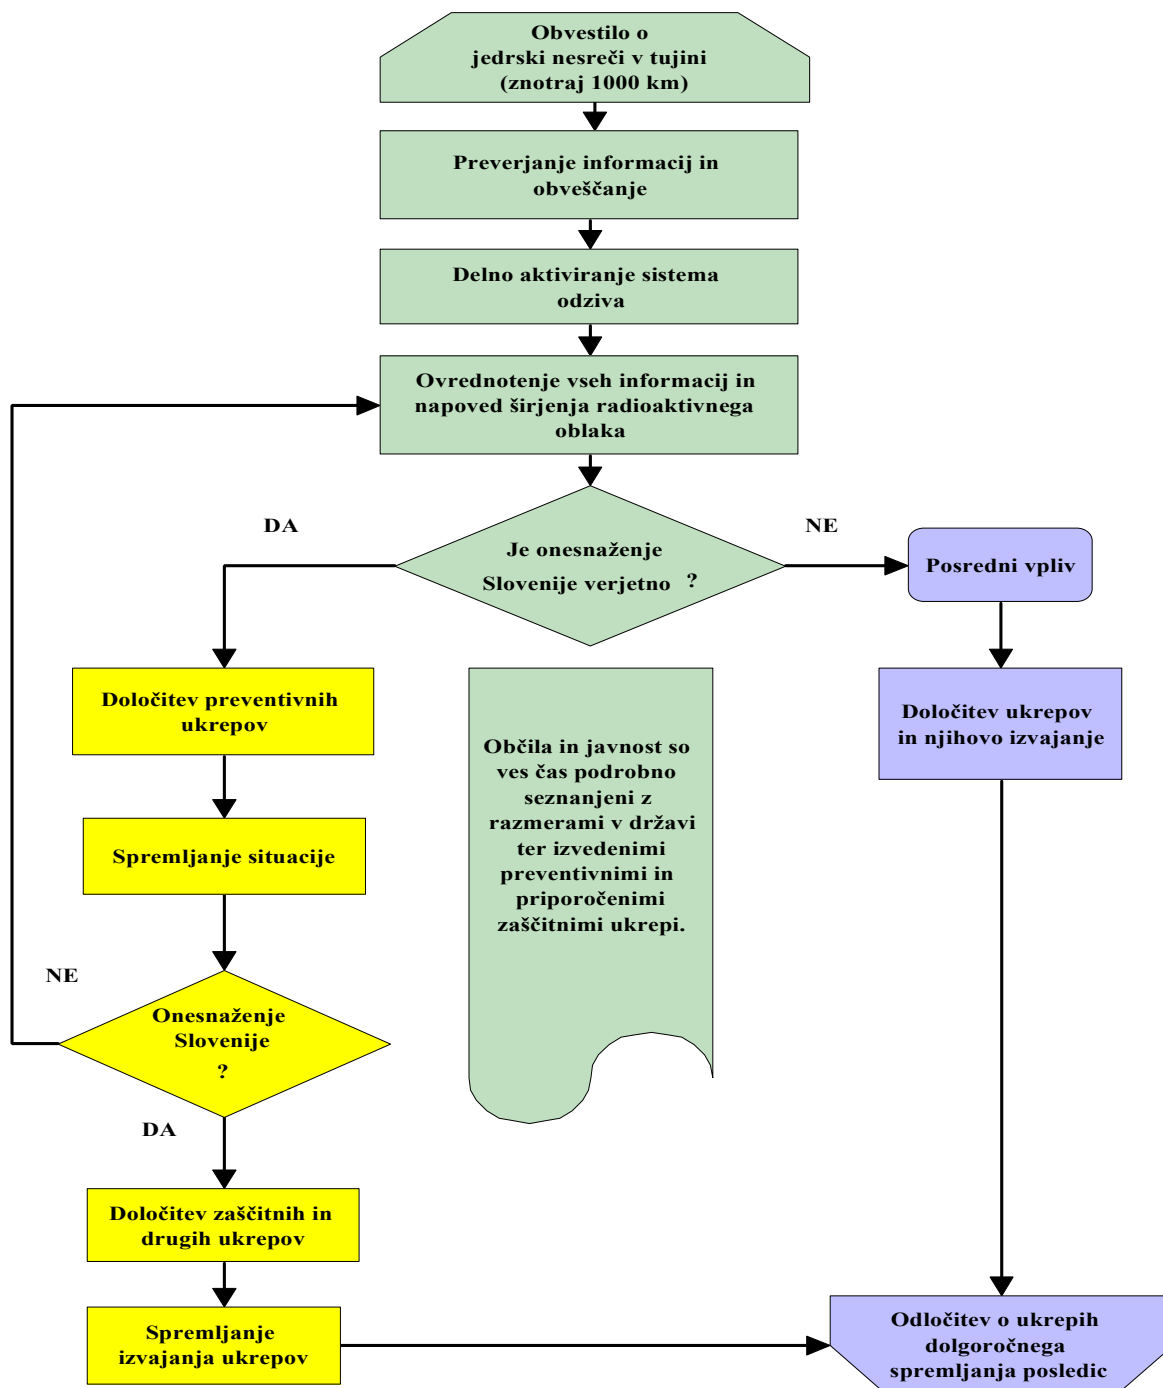 Obvestilo o
jedrski nesreči v tujini
(znotraj 1000 km)
Preverjanje informacij in
obveščanje
Delno aktiviranje sistema
odziva
Ovrednotenje vseh informacij in
napoved širjenja radioaktivnega
oblaka
DA
NE
Je onesnaženje
Slovenije verjetno ?
Posredni vpliv
Določitev preventivnih
ukrepov
Določitev ukrepov
in njihovo izvajanje
Občila in javnost so
ves čas podrobno
seznanjeni z
razmerami v državi
ter izvedenimi
preventivnimi in
priporočenimi
zaščitnimi ukrepi.
Spremljanje situacije
NE
Onesnaženje
Slovenije
?
DA
Določitev zaščitnih in
drugih ukrepov
Spremljanje
izvajanja ukrepov
Odločitev o ukrepih
dolgoročnega
spremljanja posledic